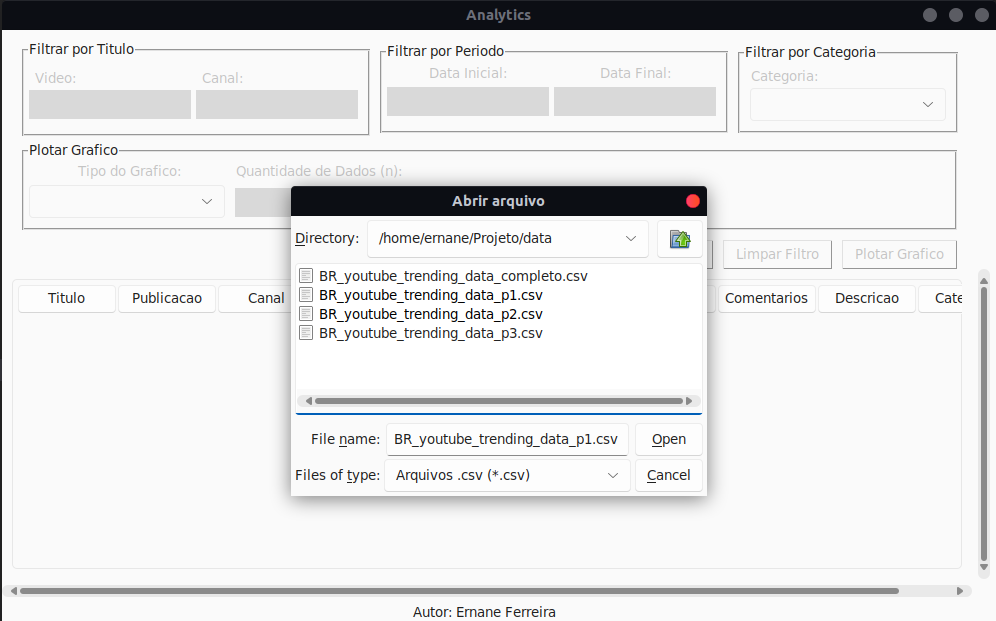 Analytics
Filtrar por Titulo
Filtrar por Periodo
Filtrar por Categoria
Video:
Canal:
Data Inicial:
Data Final:
Categoria:
Plotar Grafico
Tipo do Grafico:
Quantidade de Dados (n):
Abrir arquivo
Directory:
/home/ernane/Projeto/data
Limpar Filtro
Plotar Grafico
BR_youtube_trending_data_completo.csv
BR_youtube_trending_data_p1.csv
BR_youtube_trending_data_p2.csv
BR_youtube_trending_data_p3.csv
Titulo
Publicacao
Canal
Comentarios
Descricao
Cate
File name:
BR_youtube_trending_data_p1.csv
Open
Files of type:
Arquivos .csv (*.csv)
Cancel
Autor: Ernane Ferreira